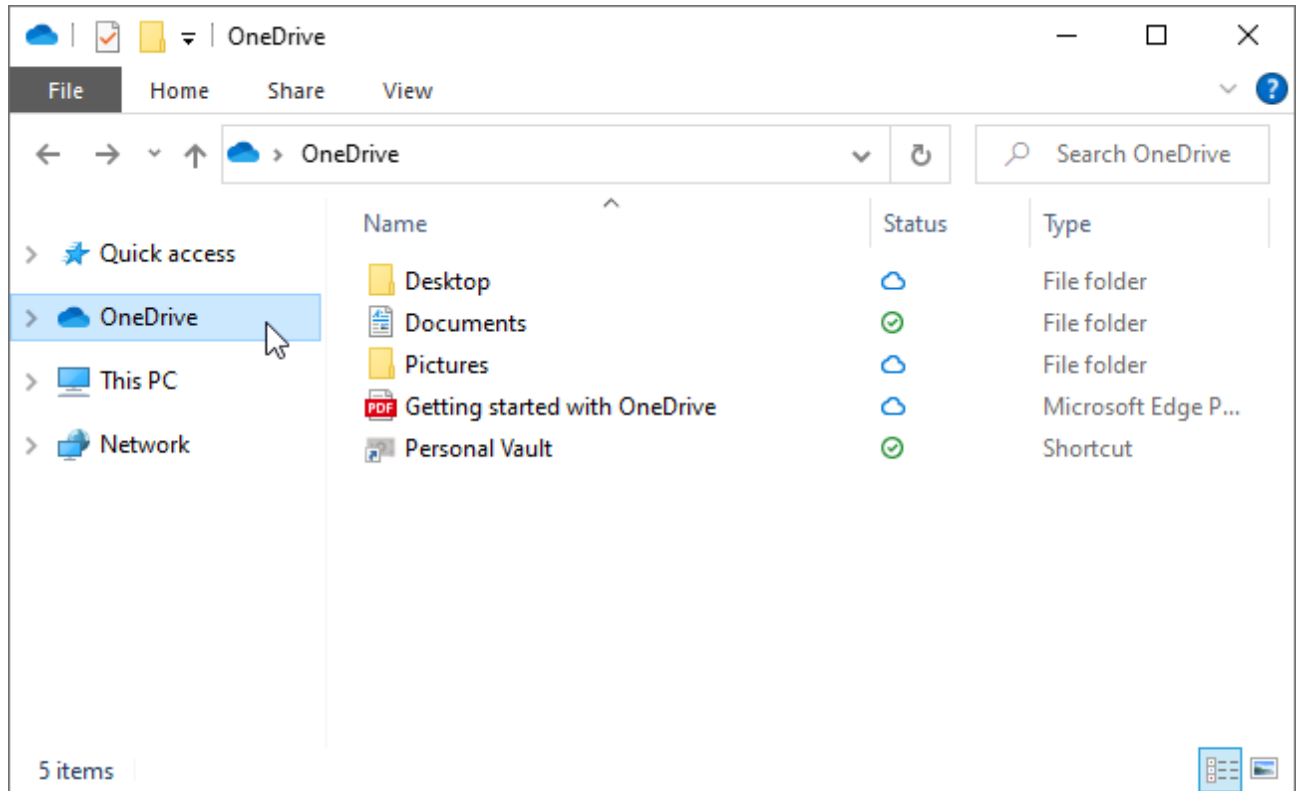 OneDrive
File Home Share View
OneDrive Search OneDrive
Name Status Type
Quick access
OneDrive
This PC
Network
Desktop File folder
Documents File folder
Pictures File folder
PDF Getting started with OneDrive Microsoft Edge P...
Personal Vault Shortcut
5 items